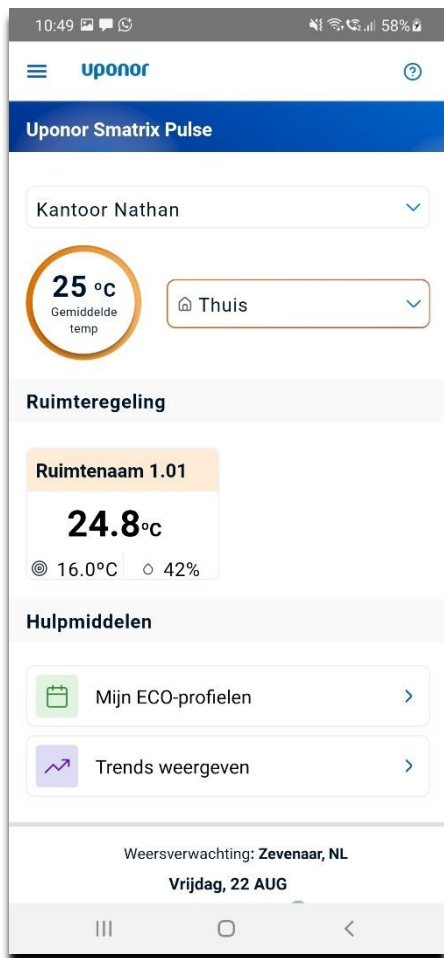 10:49 58%
uponor
Uponor Smatrix Pulse
Kantoor Nathan
25 °C
Gemiddelde
temp
Thuis
Ruimteregeling
Ruimtenaam 1.01
24.8°C
16.0°C 42%
Hulpmiddelen
Mijn ECO-profielen
Trends weergeven
Weersverwachting: Zevenaar, NL
Vrijdag, 22 AUG